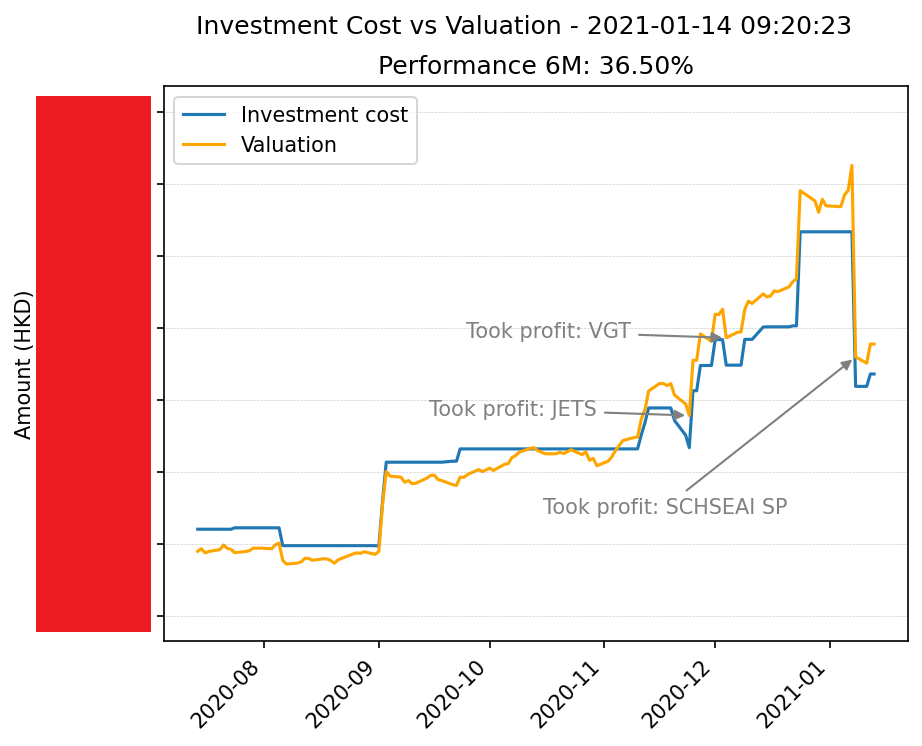 Investment Cost vs Valuation - 2021-01-14 09:20:23
Performance 6M: 36.50%
Investment cost
Valuation
Amount (HKD)
Took profit: VGT
Took profit: JETS
Took profit: SCHSEAI SP
2020-08
2020-09
2020-10
2020-11
2020-12
2021-01